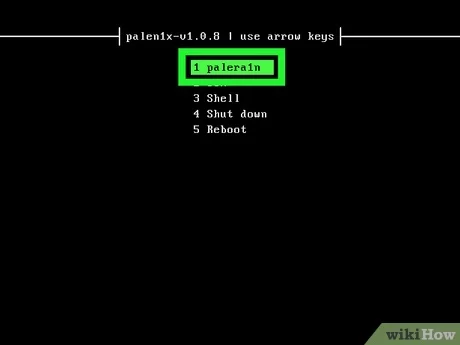 palen1x-v1.0.8 | use arrow keys
1 palera1n
3 Shell
4 Shut down
5 Reboot
wikiHow